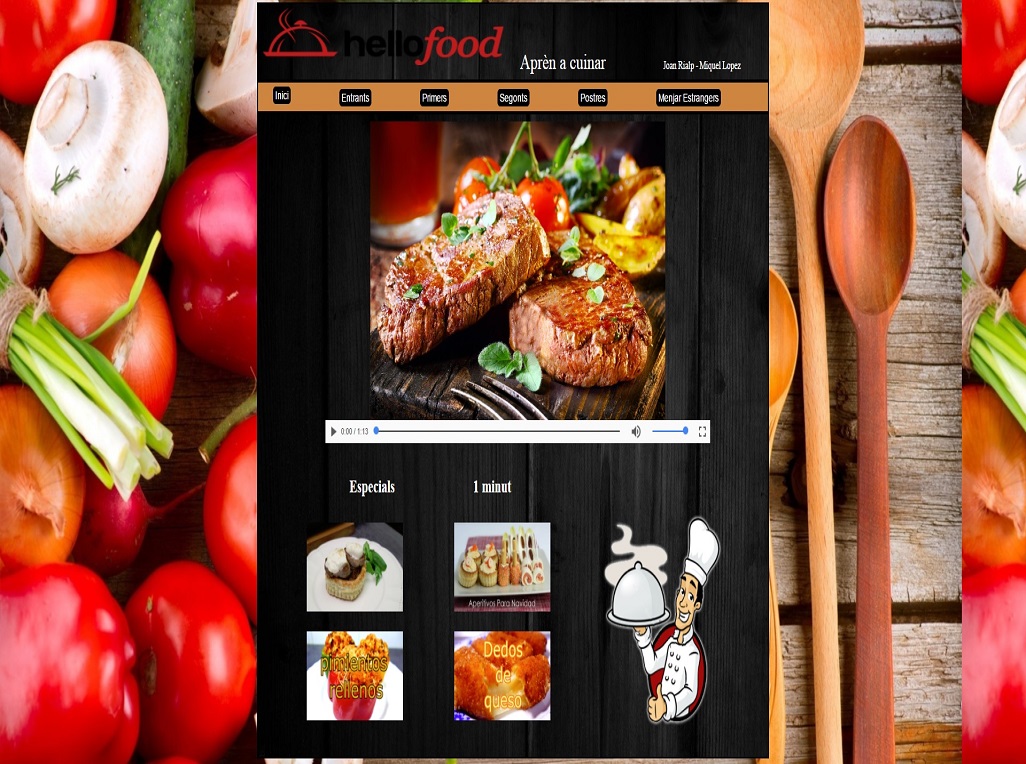 hellofood
Aprèn a cuinar
Joan Rialp - Miquel Lopez
Inici
Entrants
Primers
Segonts
Postres
Menjar Estrangers
0:00 / 1:13
Especials
1 minut
Aperitivos Para Navidad
pimientos
rellenos
Dedos
de
queso